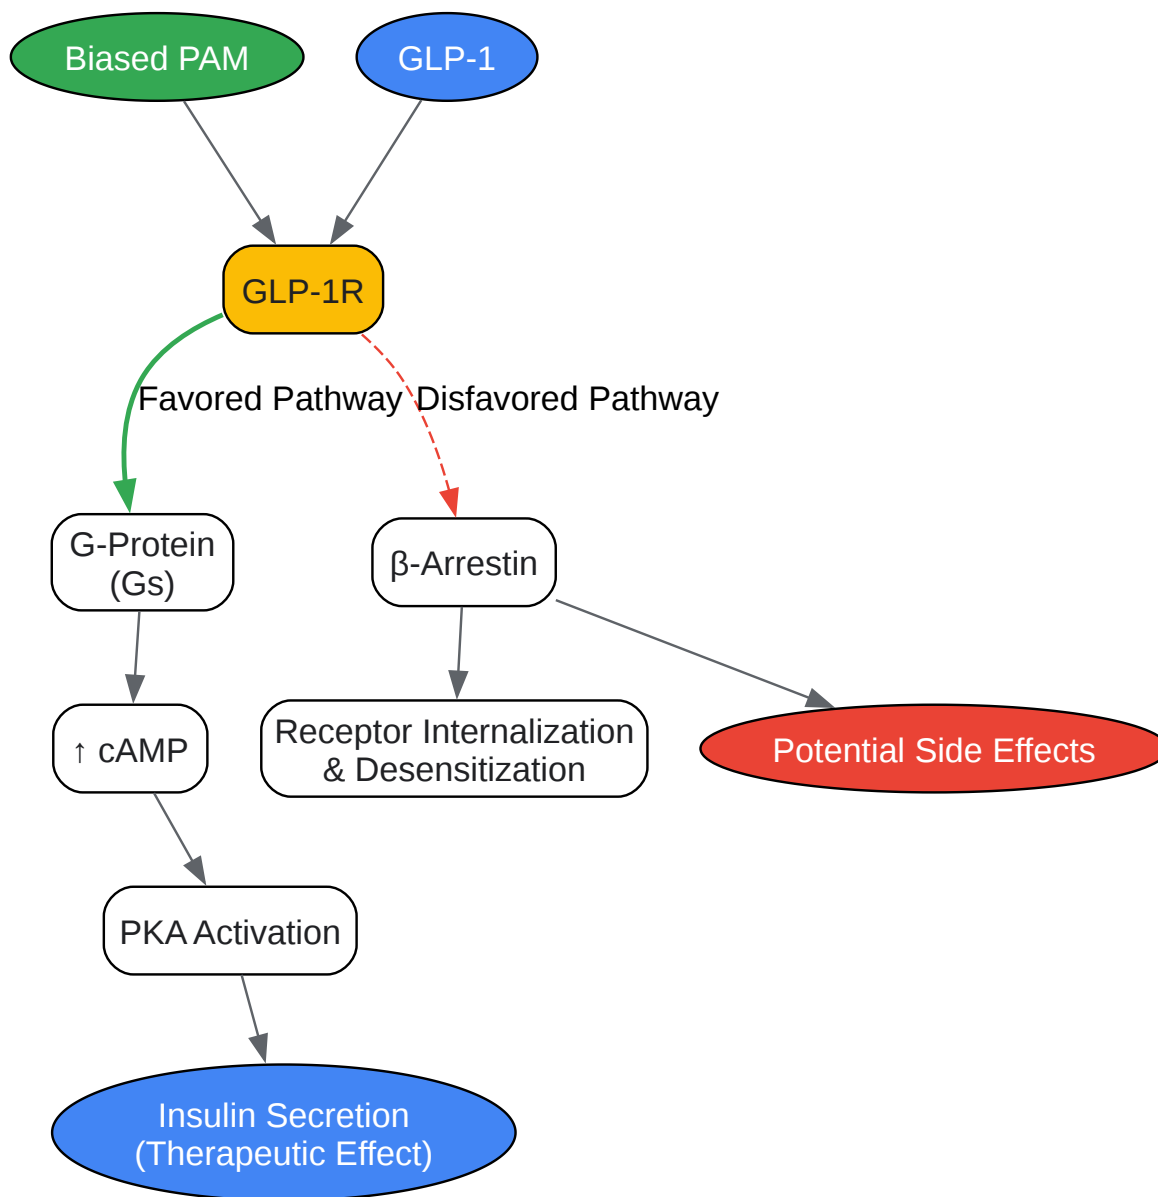 Biased PAM
GLP-1
GLP-1R
Favored Pathway
Disfavored Pathway
G-Protein
(Gs)
β-Arrestin
↑ cAMP
Receptor Internalization
& Desensitization
Potential Side Effects
PKA Activation
Insulin Secretion
(Therapeutic Effect)